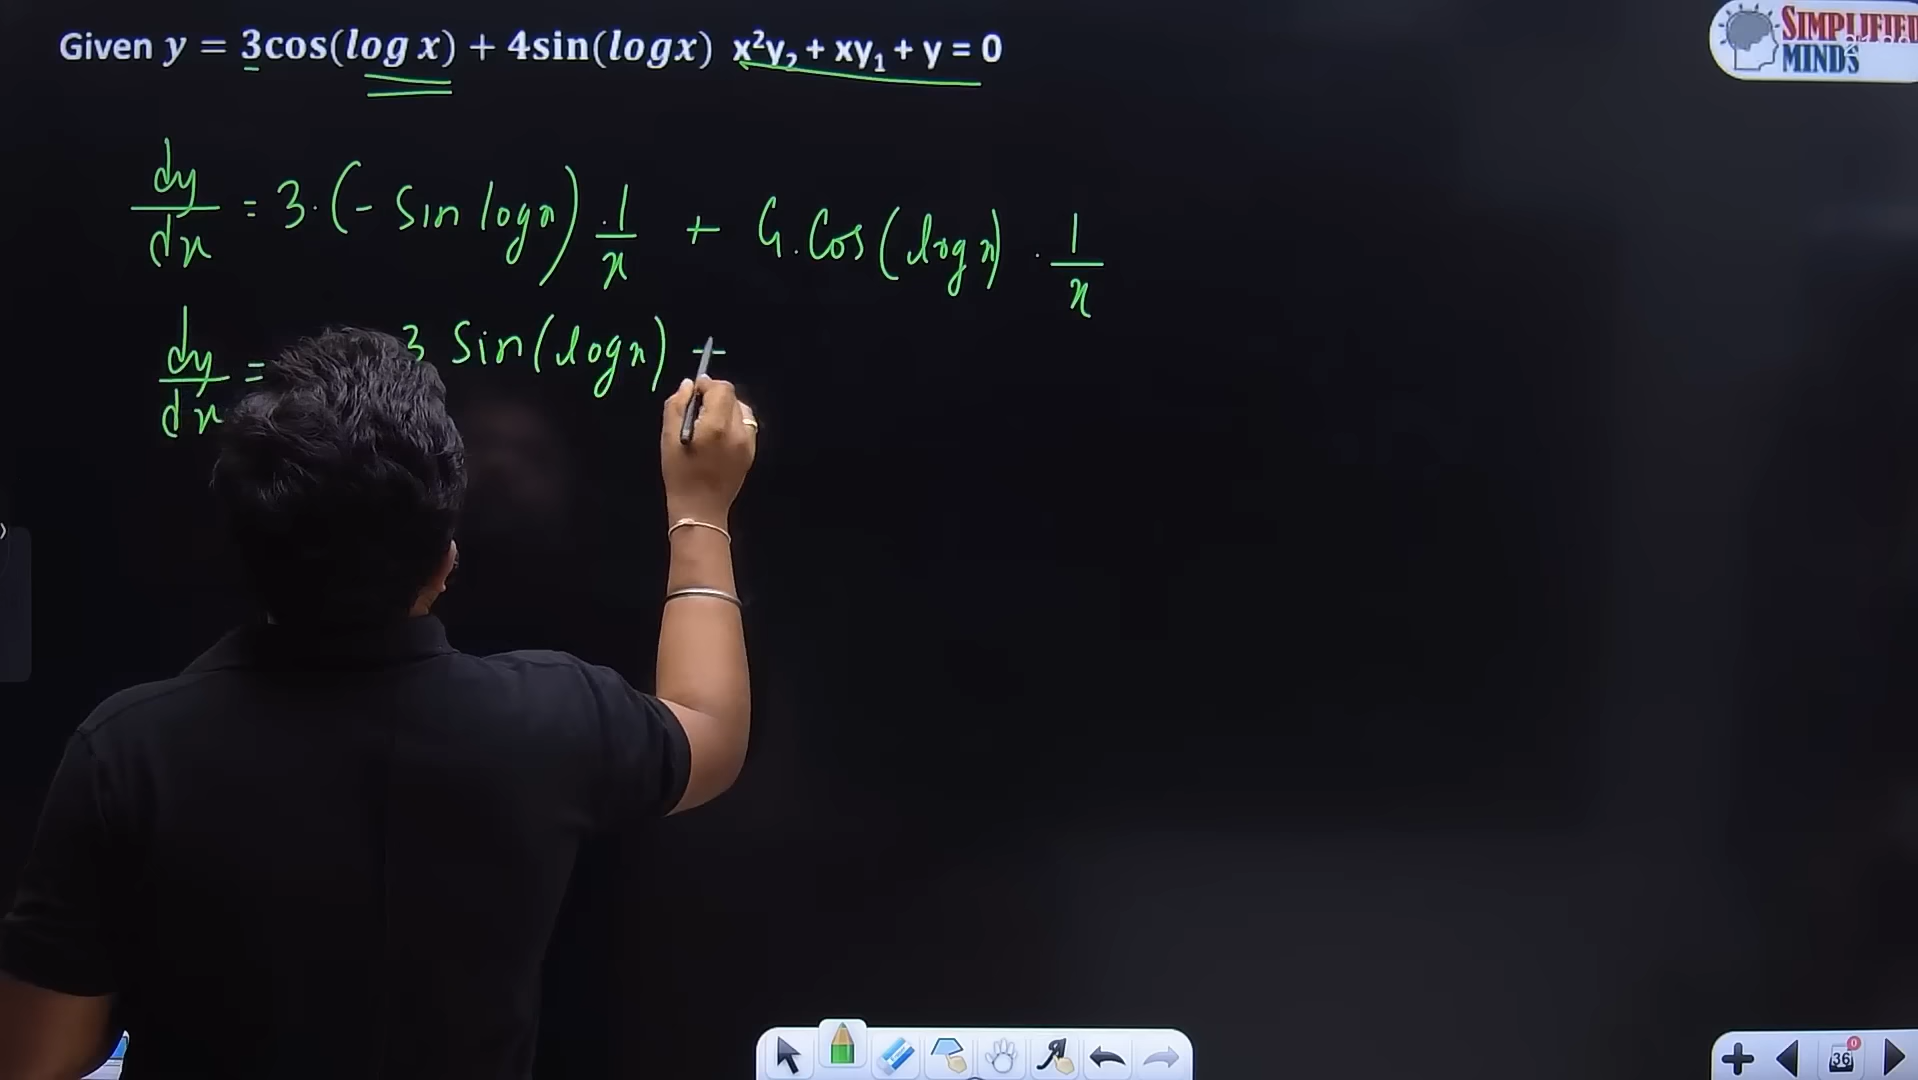 Given y = 3cos(log x) + 4sin(logx) x²y₂ + xy₁ + y = 0
SIMPLIFIED
MINDS
dy/dx = 3·(- Sin logx)·1/x + 4·Cos(logx)·1/x
dy/dx = 3 Sin(logx) +
36
0